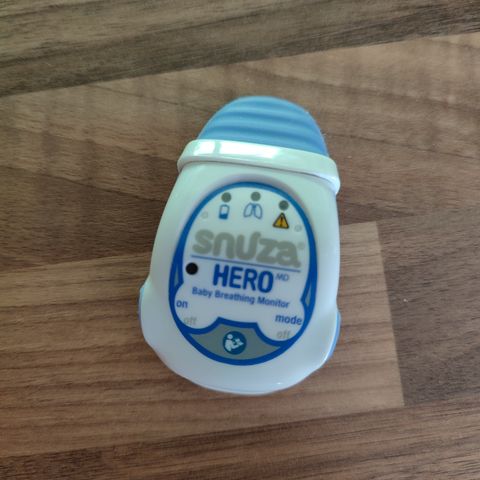 snuza®
HERO MD
Baby Breathing Monitor
on mode
off off